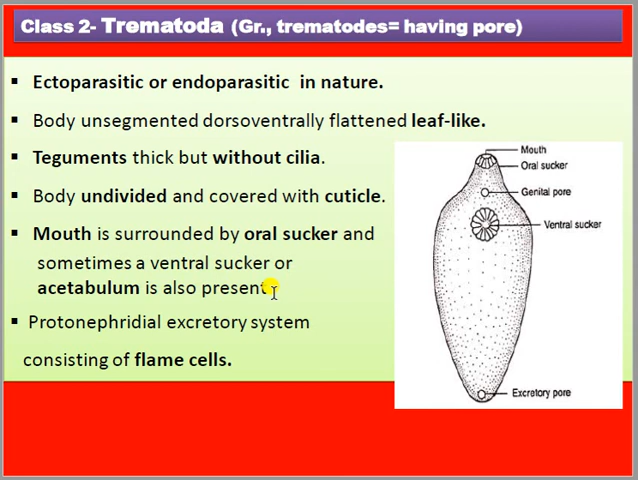 Class 2- Trematoda (Gr., trematodes= having pore)
▪ Ectoparasitic or endoparasitic in nature.
▪ Body unsegmented dorsoventrally flattened leaf-like.
▪ Teguments thick but without cilia.
▪ Body undivided and covered with cuticle.
▪ Mouth is surrounded by oral sucker and
sometimes a ventral sucker or
acetabulum is also present
▪ Protonephridial excretory system
consisting of flame cells.
Mouth
Oral sucker
Genital pore
Ventral sucker
Excretory pore